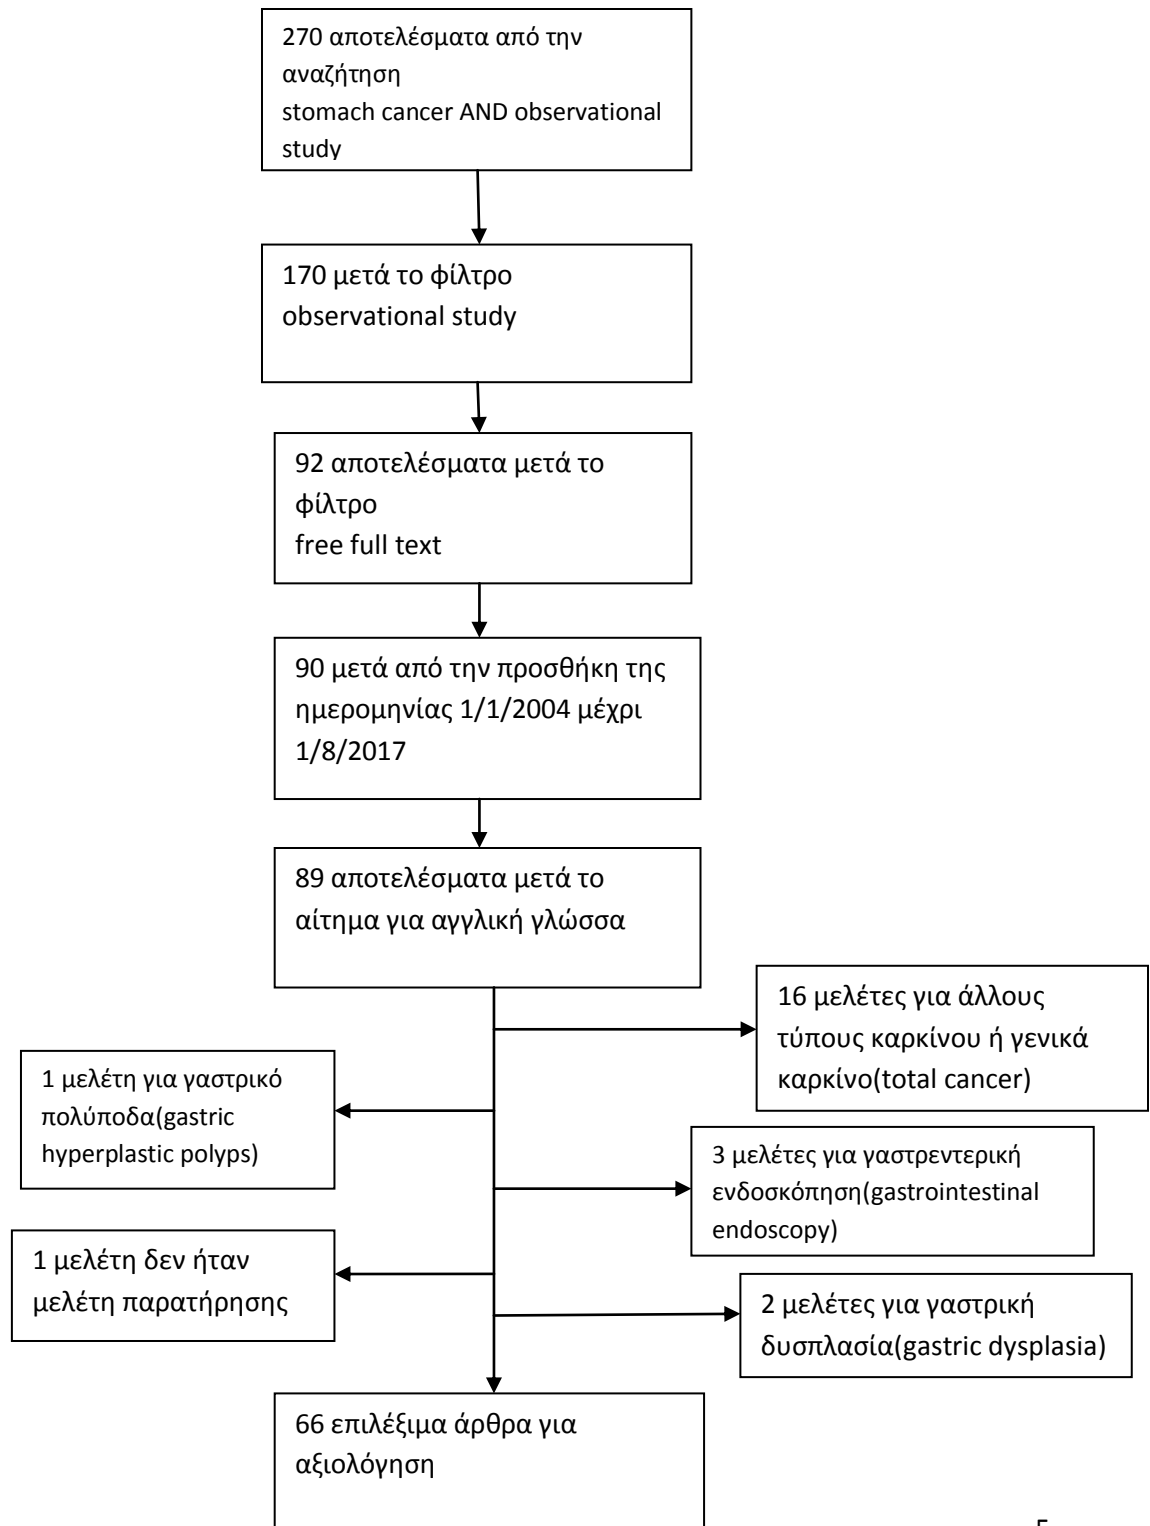 270 αποτελέσματα από την
αναζήτηση
stomach cancer AND observational
study
170 μετά το φίλτρο
observational study
92 αποτελέσματα μετά το
φίλτρο
free full text
90 μετά από την προσθήκη της
ημερομηνίας 1/1/2004 μέχρι
1/8/2017
89 αποτελέσματα μετά το
αίτημα για αγγλική γλώσσα
16 μελέτες για άλλους
τύπους καρκίνου ή γενικά
καρκίνο(total cancer)
1 μελέτη για γαστρικό
πολύποδα(gastric
hyperplastic polyps)
3 μελέτες για γαστρεντερική
ενδοσκόπηση(gastrointestinal
endoscopy)
1 μελέτη δεν ήταν
μελέτη παρατήρησης
2 μελέτες για γαστρική
δυσπλασία(gastric dysplasia)
66 επιλέξιμα άρθρα για
αξιολόγηση